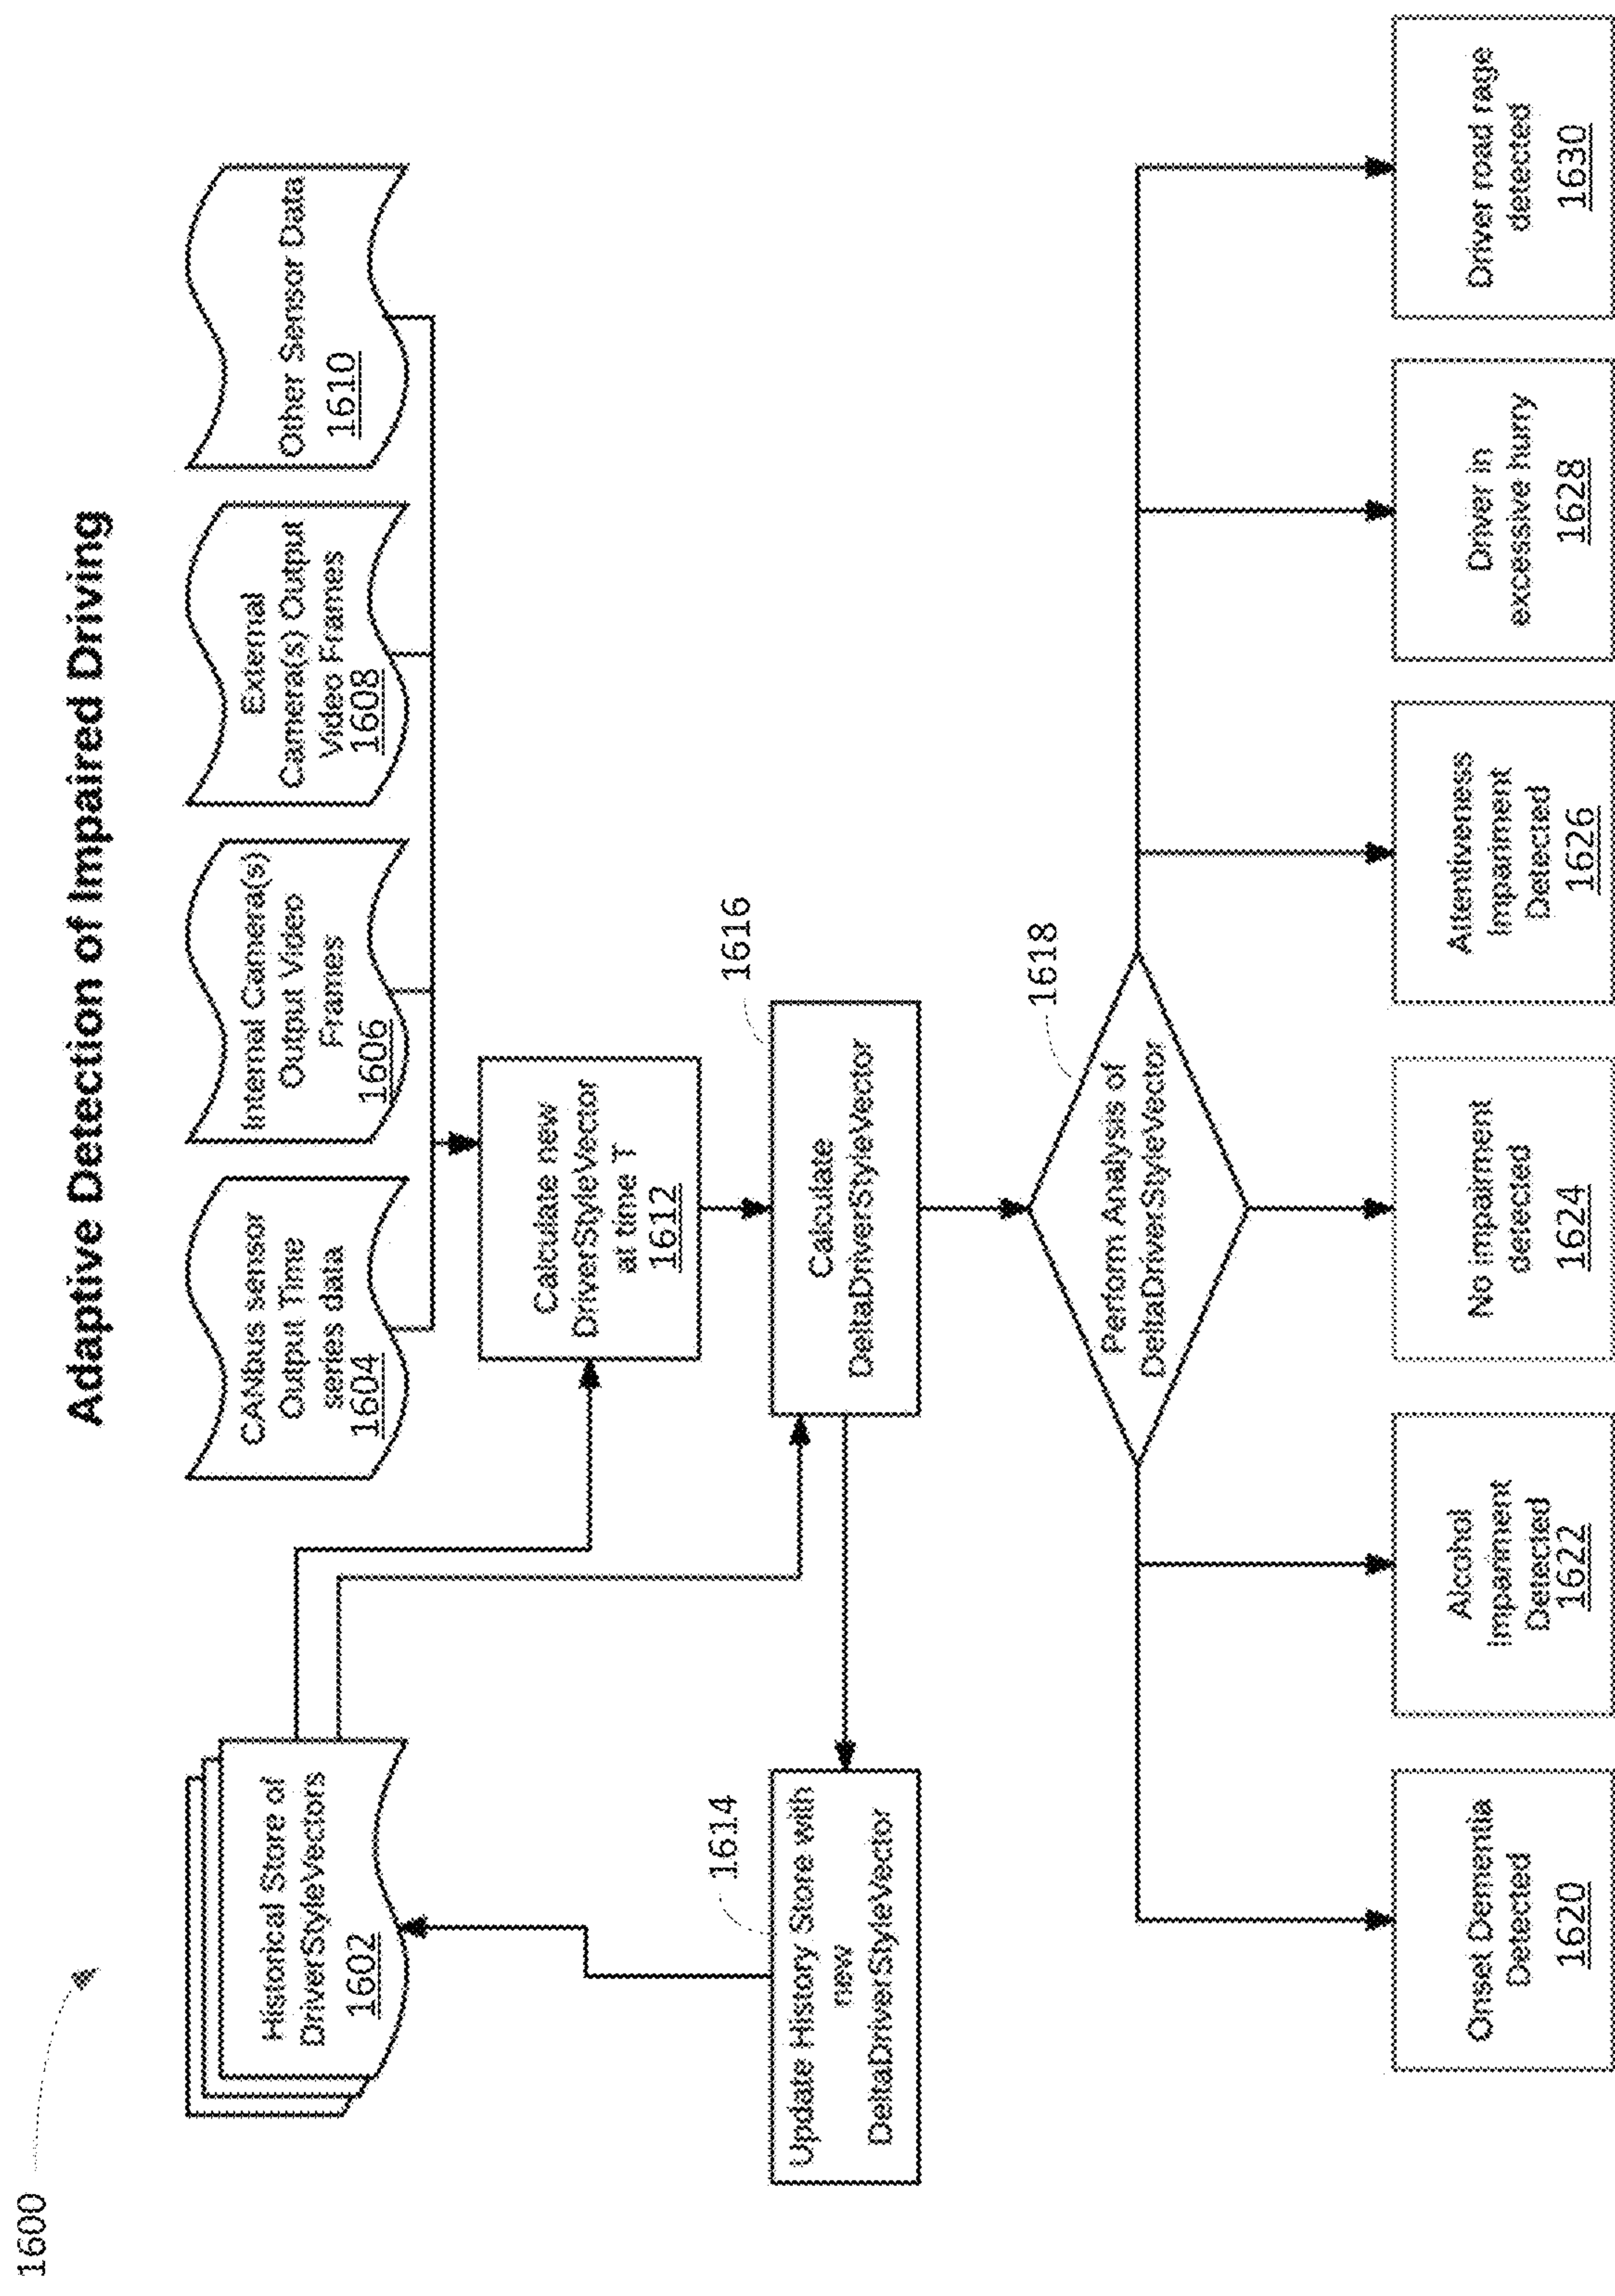 1600
Adaptive Detection of Impaired Driving
Historical Store of
DriverStyleVectors
1602
CANbus sensor
Output Time
series data
1604
Internal Camera(s)
Output Video
Frames
1606
External
Camera(s) Output
Video Frames
1608
Other Sensor Data
1610
Calculate new
DriverStyleVector
at time T
1612
1614
Update History Store with
new
DeltaDriverStyleVector
1616
Calculate
DeltaDriverStyleVector
1618
Perform Analysis of
DeltaDriverStyleVector
Onset Dementia
Detected
1620
Alcohol
Impairment
Detected
1622
No impairment
detected
1624
Attentiveness
Impairment
Detected
1626
Driver in
excessive hurry
1628
Driver road rage
detected
1630